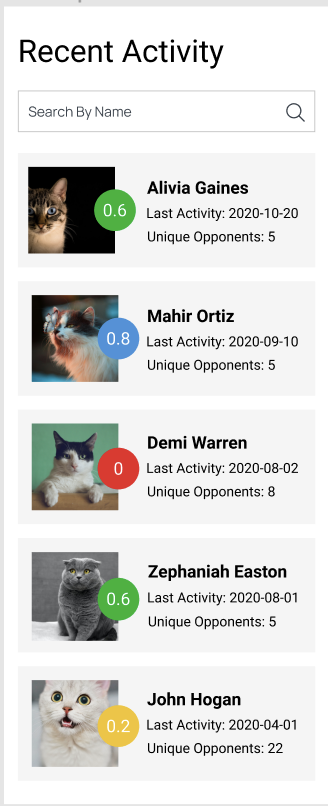 Recent Activity
Search By Name
0.6
Alivia Gaines
Last Activity: 2020-10-20
Unique Opponents: 5
0.8
Mahir Ortiz
Last Activity: 2020-09-10
Unique Opponents: 5
0
Demi Warren
Last Activity: 2020-08-02
Unique Opponents: 8
0.6
Zephaniah Easton
Last Activity: 2020-08-01
Unique Opponents: 5
0.2
John Hogan
Last Activity: 2020-04-01
Unique Opponents: 22